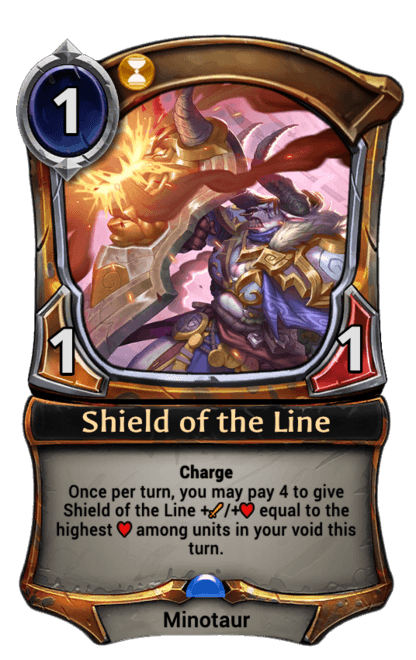 1
1
1
Shield of the Line
Charge
Once per turn, you may pay 4 to give
Shield of the Line +/+ equal to the
highest among units in your void this
turn.
Minotaur